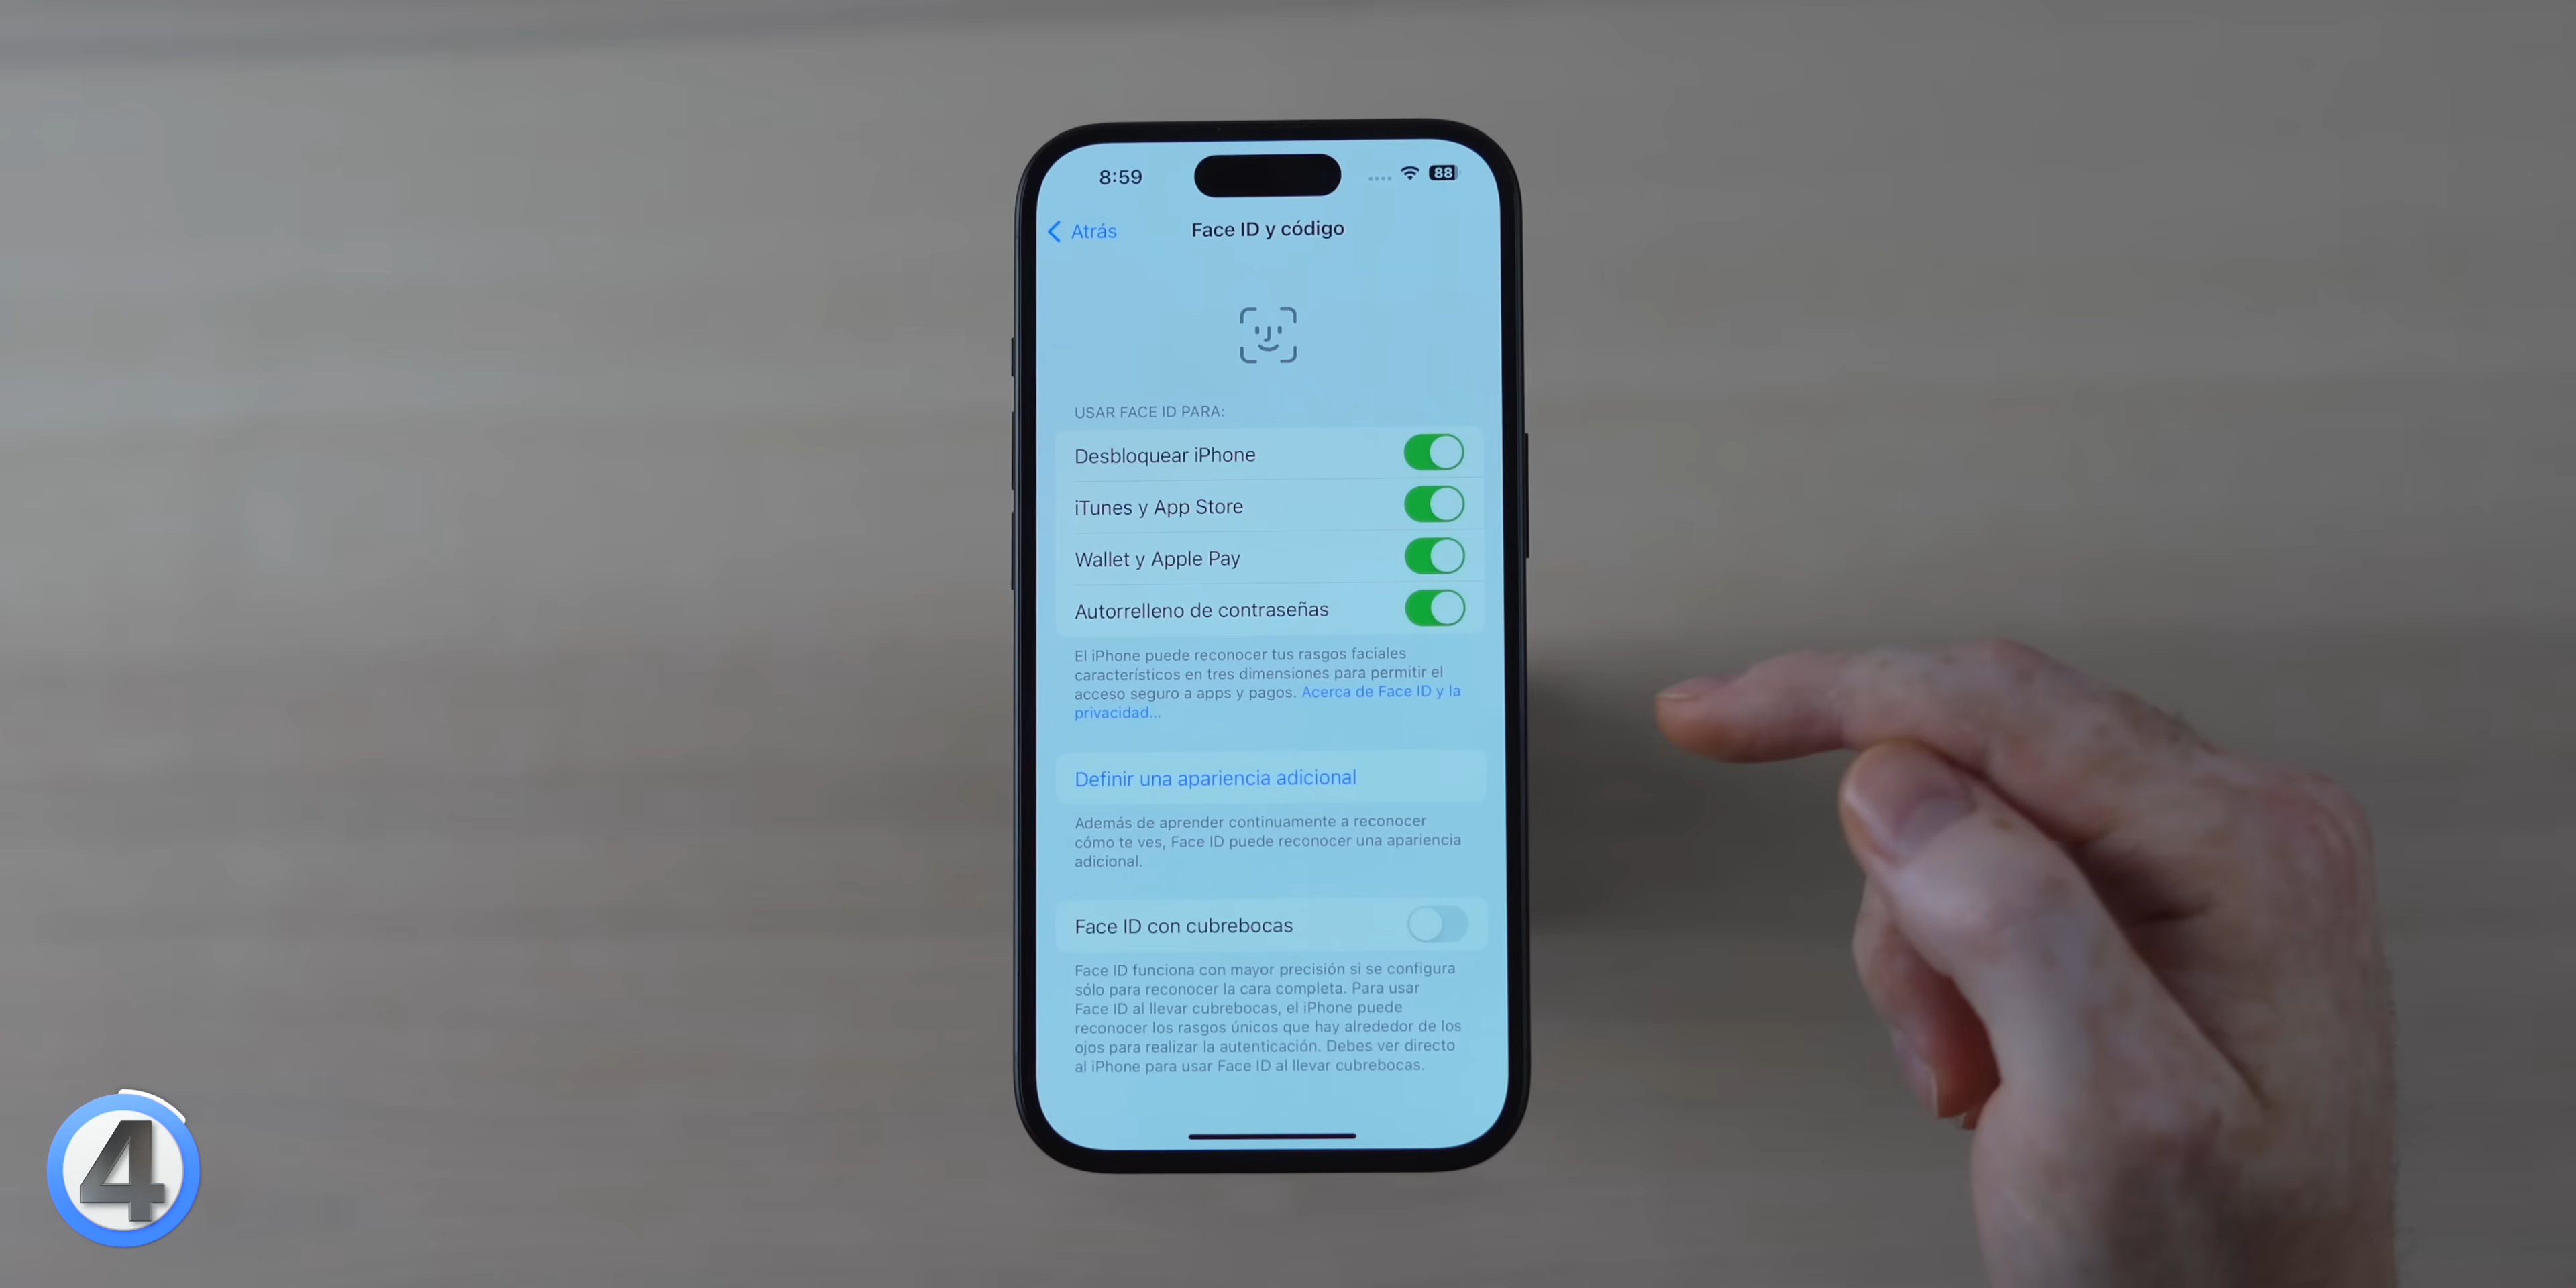 8:59
88
Atrás
Face ID y código
USAR FACE ID PARA:
Desbloquear iPhone
iTunes y App Store
Wallet y Apple Pay
Autorrelleno de contraseñas
El iPhone puede reconocer tus rasgos faciales
característicos en tres dimensiones para permitir el
acceso seguro a apps y pagos. Acerca de Face ID y la
privacidad...
Definir una apariencia adicional
Además de aprender continuamente a reconocer
cómo te ves, Face ID puede reconocer una apariencia
adicional.
Face ID con cubrebocas
Face ID funciona con mayor precisión si se configura
sólo para reconocer la cara completa. Para usar
Face ID al llevar cubrebocas, el iPhone puede
reconocer los rasgos únicos que hay alrededor de los
ojos para realizar la autenticación. Debes ver directo
al iPhone para usar Face ID al llevar cubrebocas.
4